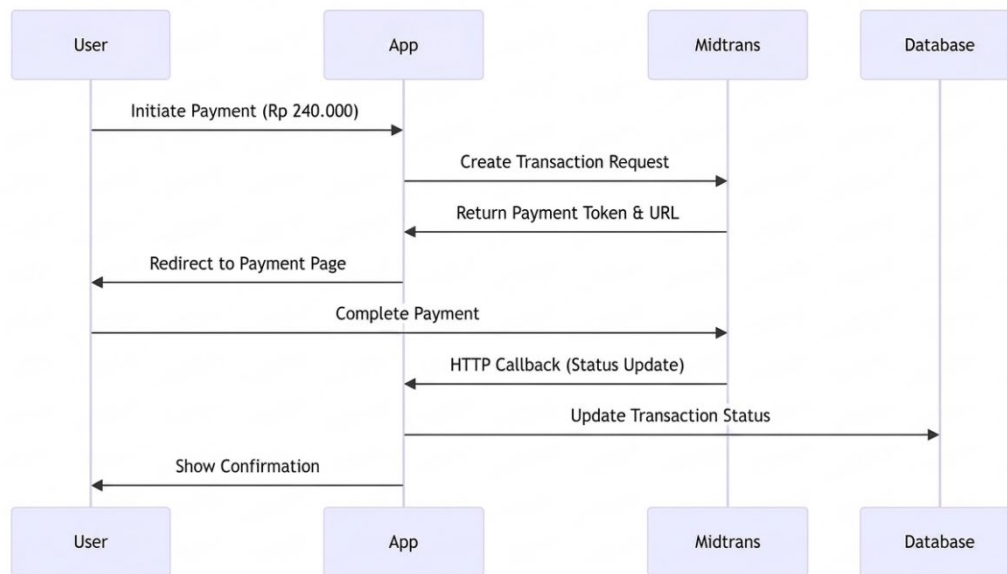 User
App
Midtrans
Database
Initiate Payment (Rp 240.000)
Create Transaction Request
Return Payment Token & URL
Redirect to Payment Page
Complete Payment
HTTP Callback (Status Update)
Update Transaction Status
Show Confirmation
User
App
Midtrans
Database